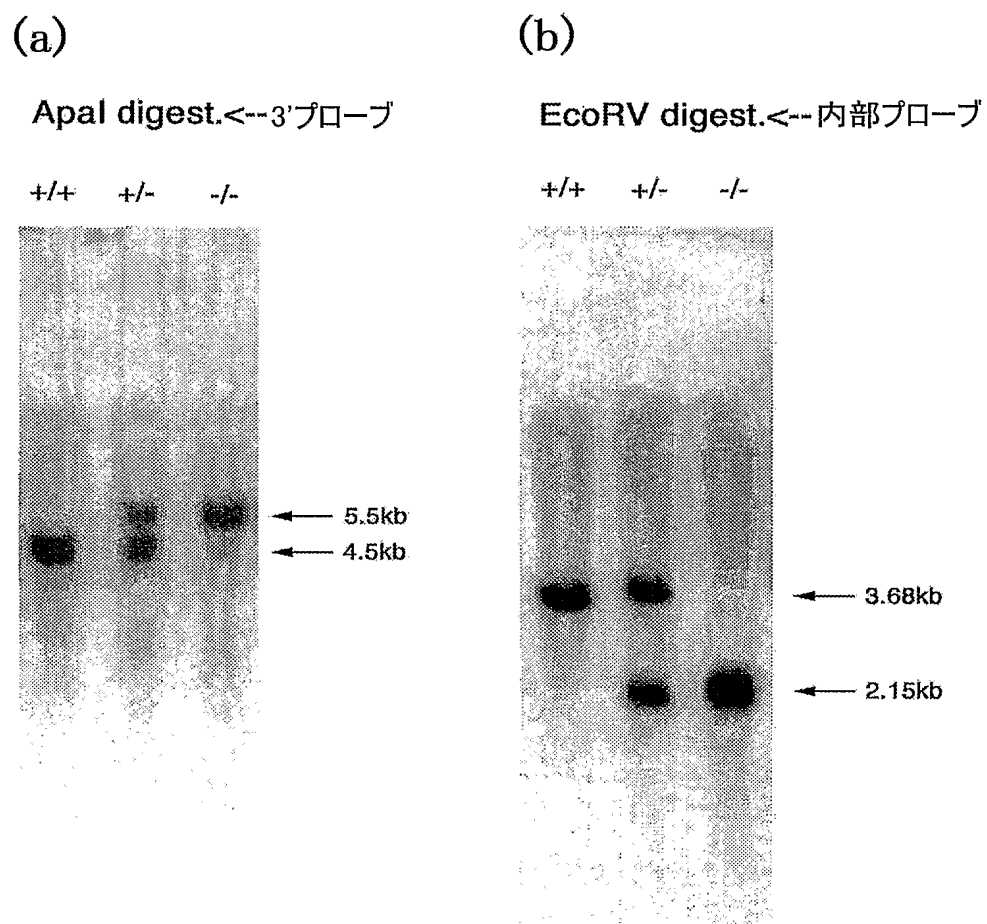 (a)
ApaI digest.<--3'プローブ
+/+ +/- -/-
5.5kb
4.5kb
(b)
EcoRV digest.<--内部プローブ
+/+ +/- -/-
3.68kb
2.15kb